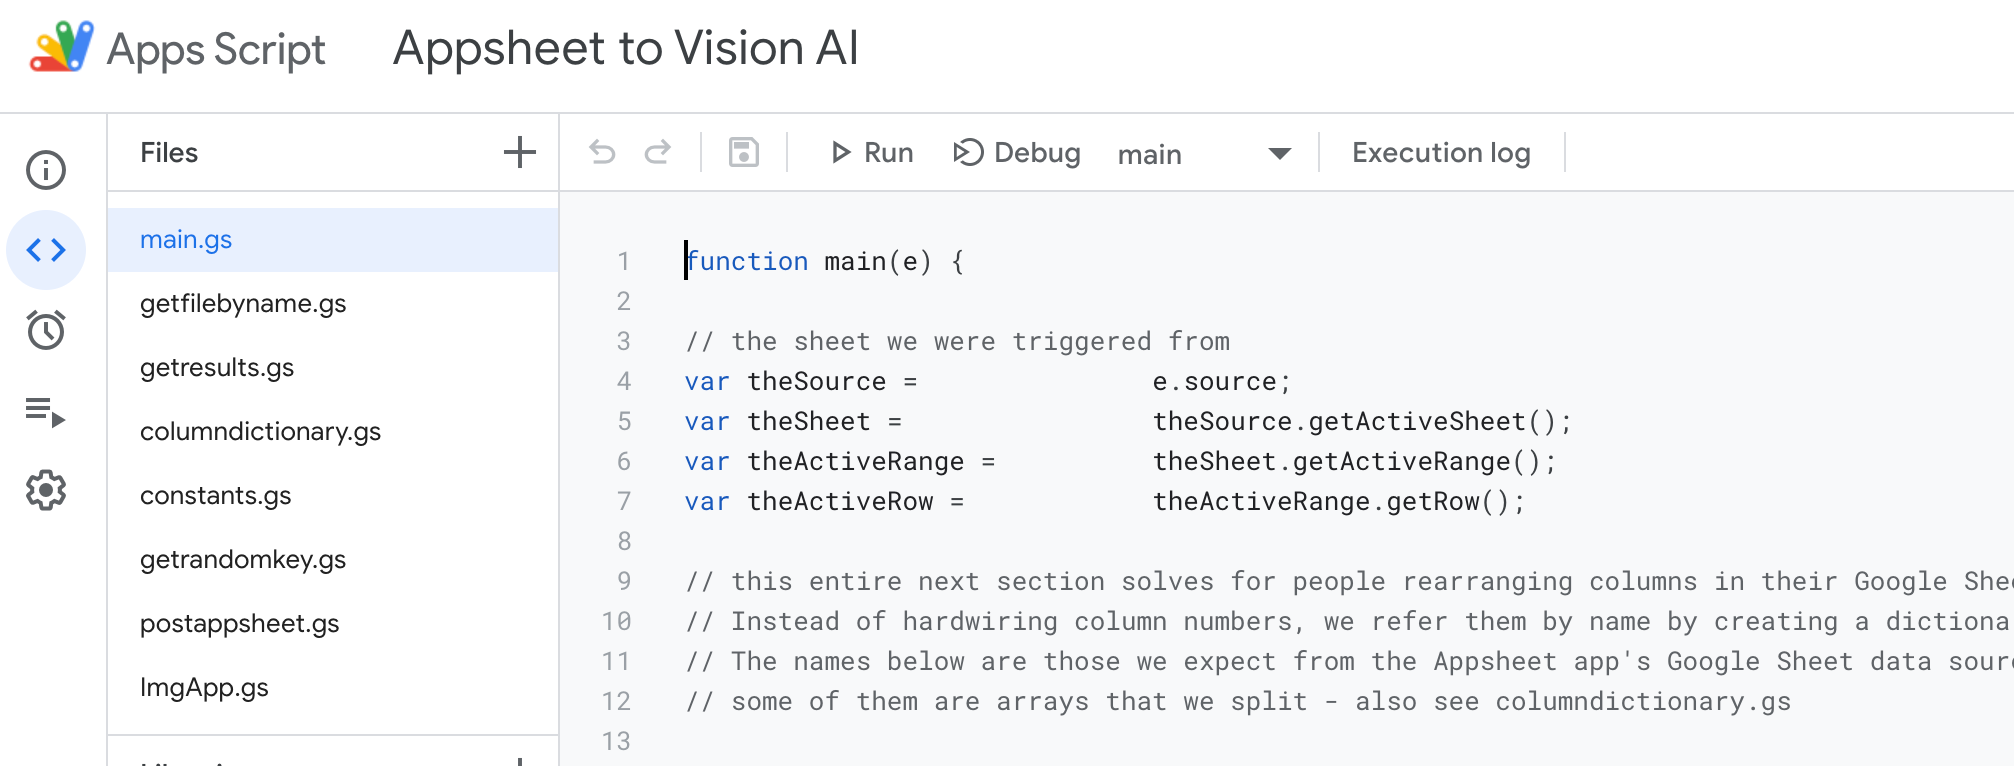 Apps Script
Appsheet to Vision AI
Files
Run
Debug
main
Execution log
main.gs
getfilebyname.gs
getresults.gs
columndictionary.gs
constants.gs
getrandomkey.gs
postappsheet.gs
ImgApp.gs
1 function main(e) {
2
3 // the sheet we were triggered from
4 var theSource = e.source;
5 var theSheet = theSource.getActiveSheet();
6 var theActiveRange = theSheet.getActiveRange();
7 var theActiveRow = theActiveRange.getRow();
8
9 // this entire next section solves for people rearranging columns in their Google
10 // Instead of hardwiring column numbers, we refer them by name by creating a
11 // The names below are those we expect from the Appsheet app's Google Sheet data
12 // some of them are arrays that we split - also see columndictionary.gs
13